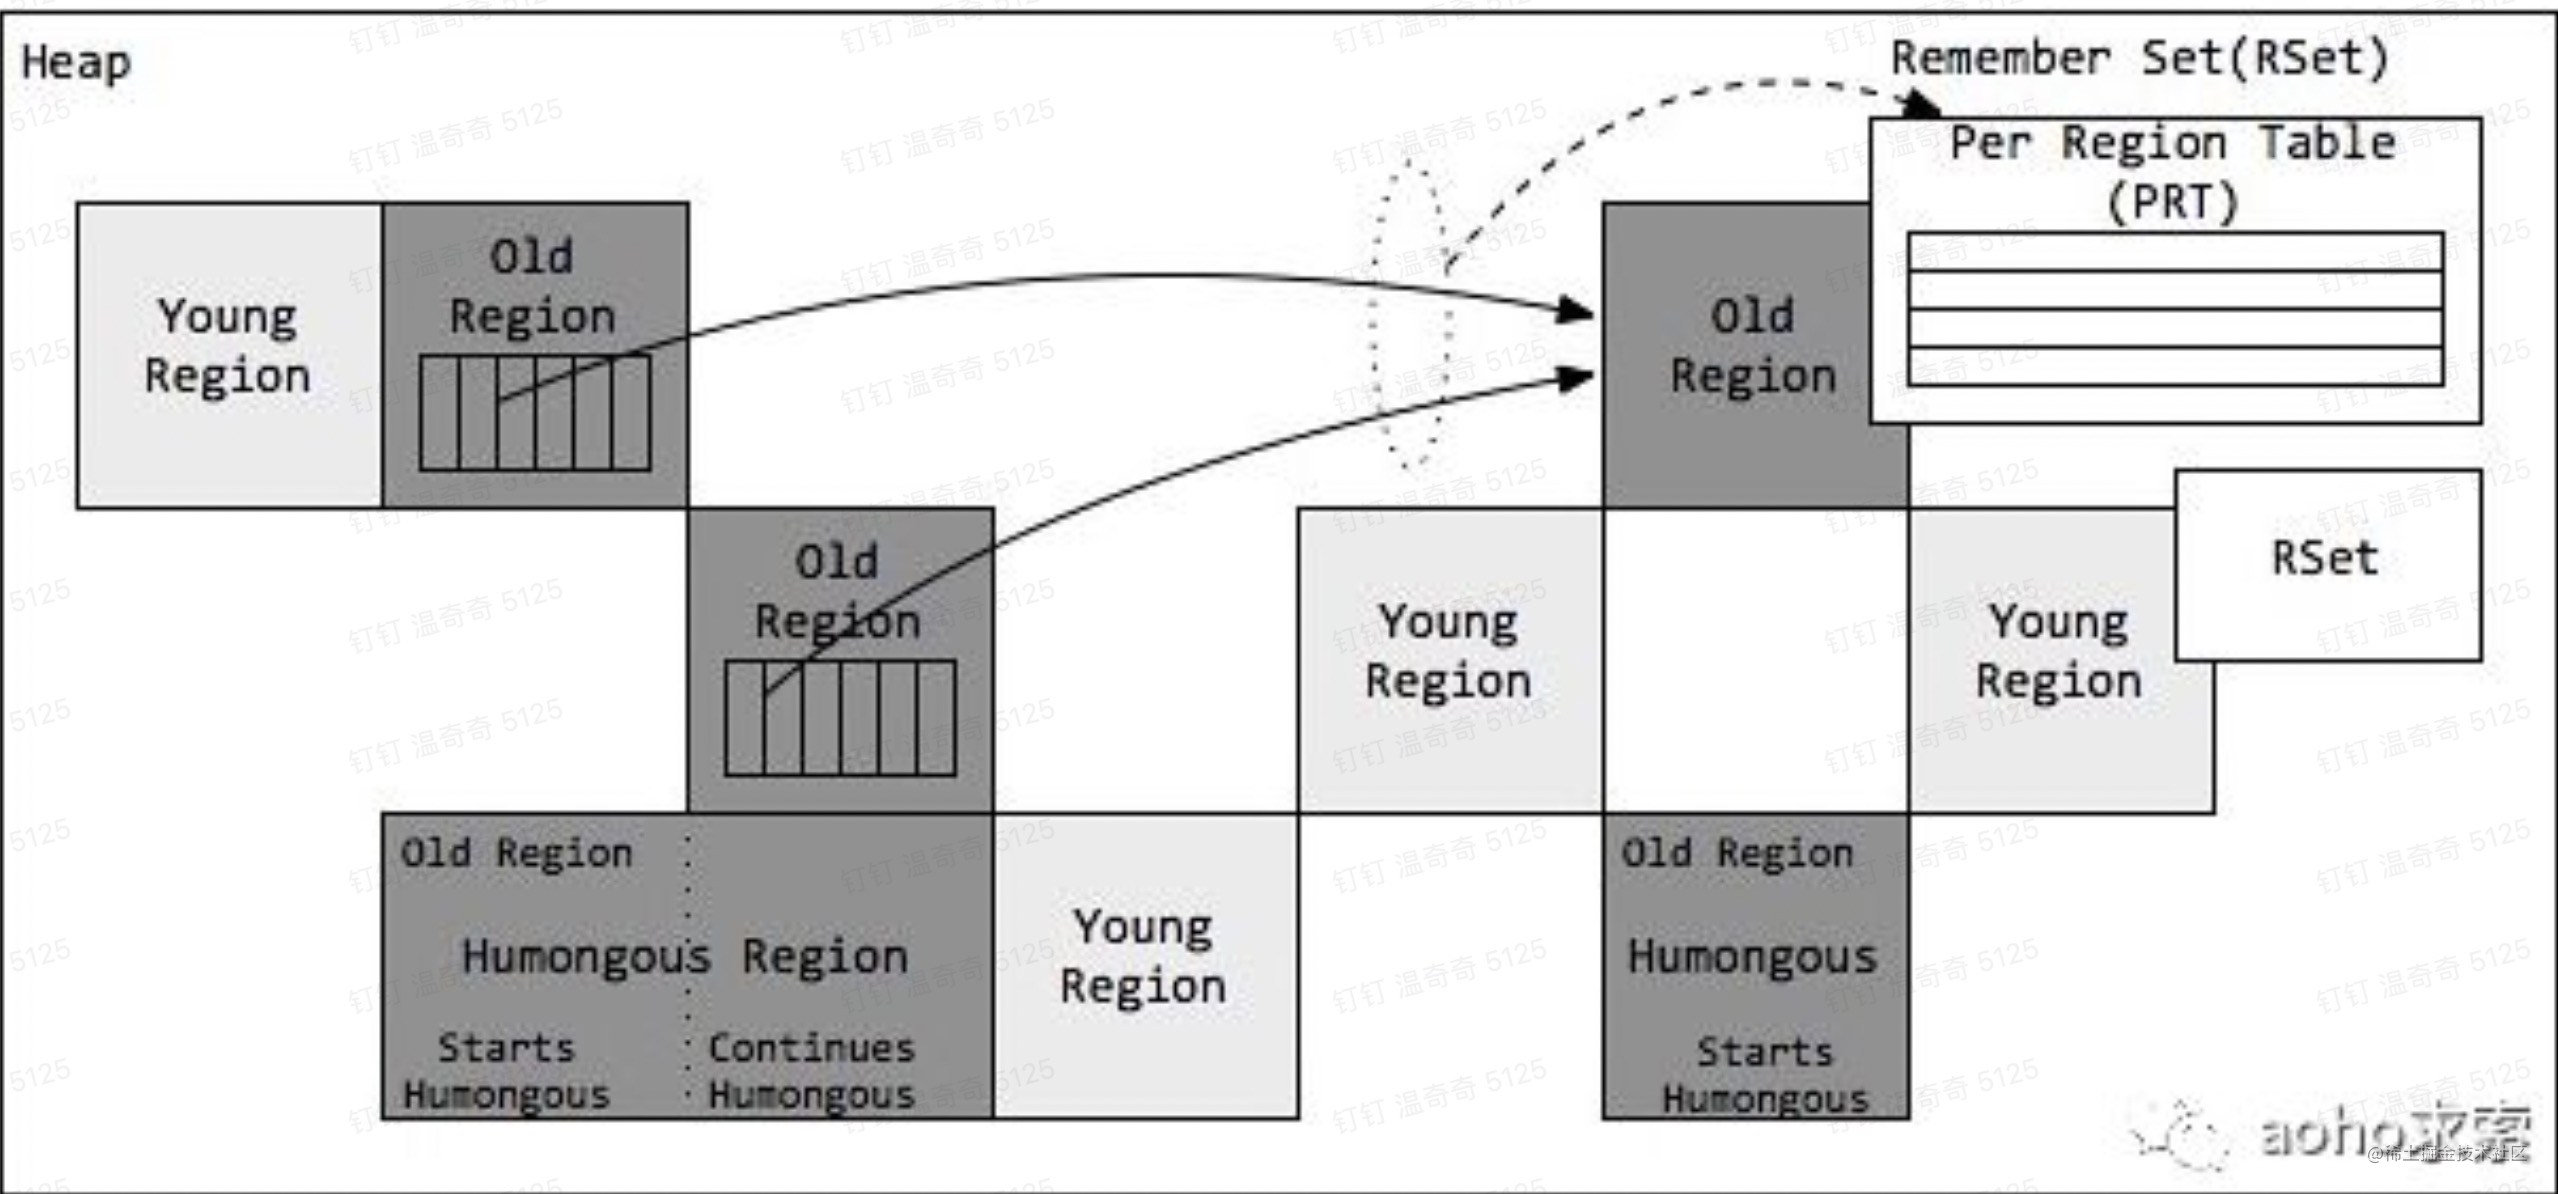 Heap
Remember Set(RSet)
Per Region Table
(PRT)
Young
Region
Old
Region
Old
Region
Old
Region
Young
Region
Young
Region
RSet
Old Region
Humongous Region
Starts
Humongous
Continues
Humongous
Young
Region
Old Region
Humongous
Starts
Humongous
aoho求索
@稀土掘金技术社区
钉钉 温奇奇 5125